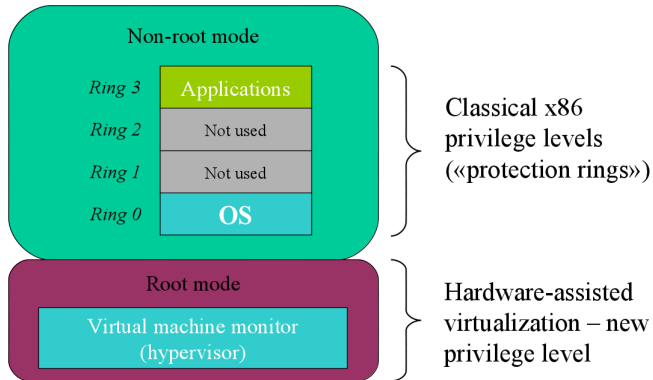 Non-root mode
Ring 3
Applications
Ring 2
Not used
Ring 1
Not used
Ring 0
OS
Classical x86
privilege levels
(«protection rings»)
Root mode
Virtual machine monitor
(hypervisor)
Hardware-assisted
virtualization – new
privilege level